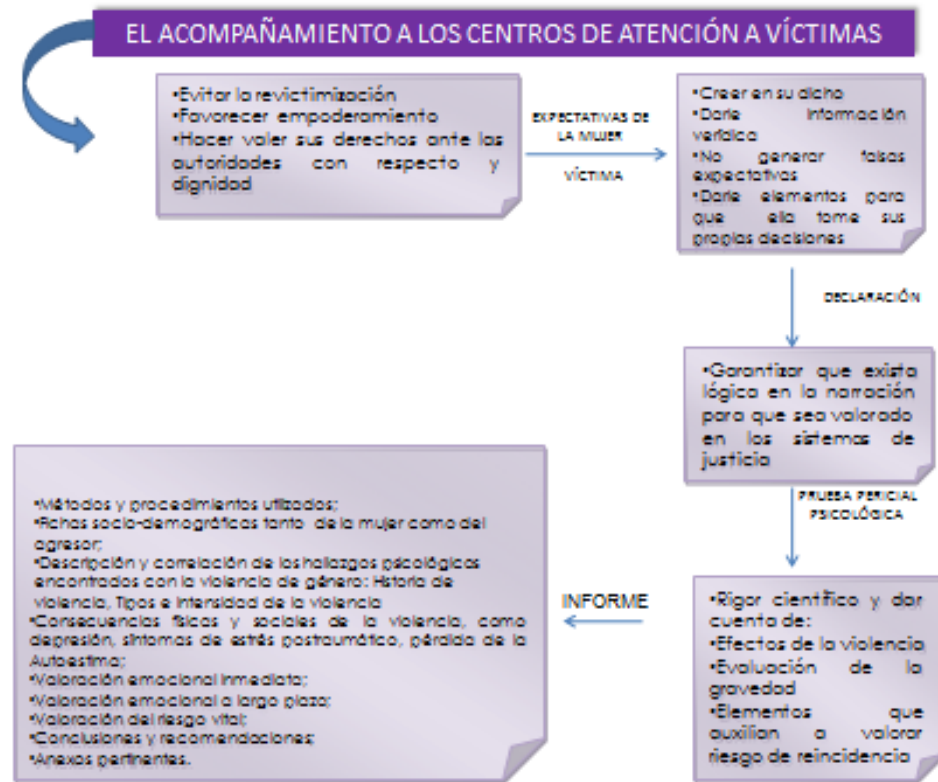 EL ACOMPAÑAMIENTO A LOS CENTROS DE ATENCIÓN A VÍCTIMAS
•Evitar la revictimización
•Favorecer empoderamiento
•Hacer valer sus derechos ante las
autoridades con respeto y
dignidad
EXPECTATIVAS DE
LA MUJER
VÍCTIMA
•Creer en su dicho
•Darle información
verídica
•No generar falsas
expectativas
•Darle elementos para
que ella tome sus
propias decisiones
DECLARACIÓN
•Garantizar que exista
lógica en la narración
para que sea valorado
en los sistemas de
justicia
PRUEBA PERICIAL
PSICOLÓGICA
•Rigor científico y dar
cuenta de:
•Efectos de la violencia
•Evaluación de la
gravedad
•Elementos que
auxilian a valorar
riesgo de reincidencia
INFORME
•Métodos y procedimientos utilizados;
•Fichas socio-demográficas tanto de la mujer como del
agresor;
•Descripción y correlación de los hallazgos psicológicos
encontrados con la violencia de género: Historia de
violencia, Tipos e intensidad de la violencia
•Consecuencias físicas y sociales de la violencia, como
depresión, síntomas de estrés postraumático, pérdida de la
Autoestima;
•Valoración emocional inmediata;
•Valoración emocional a largo plazo;
•Valoración del riesgo vital;
•Conclusiones y recomendaciones;
•Anexos pertinentes.